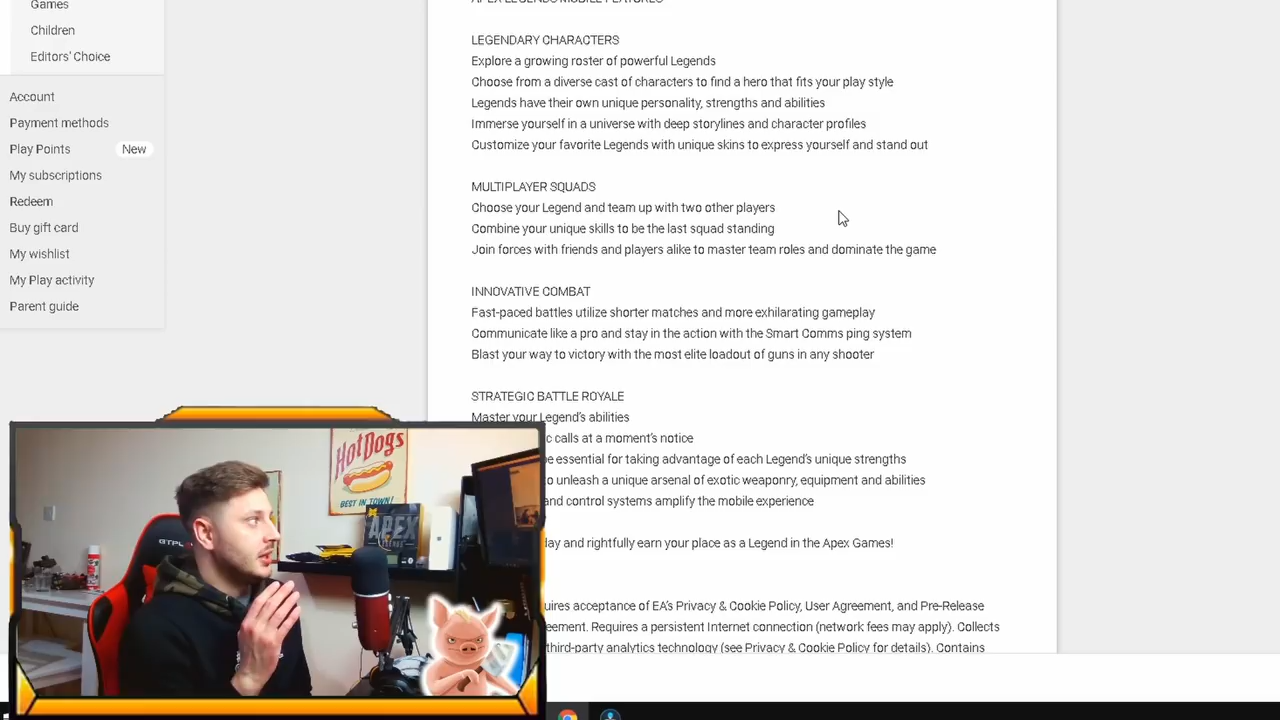 Games
Children
Editors' Choice
Account
Payment methods
Play Points New
My subscriptions
Redeem
Buy gift card
My wishlist
My Play activity
Parent guide
APEX LEGENDS MOBILE FEATURES
LEGENDARY CHARACTERS
Explore a growing roster of powerful Legends
Choose from a diverse cast of characters to find a hero that fits your play style
Legends have their own unique personality, strengths and abilities
Immerse yourself in a universe with deep storylines and character profiles
Customize your favorite Legends with unique skins to express yourself and stand out
MULTIPLAYER SQUADS
Choose your Legend and team up with two other players
Combine your unique skills to be the last squad standing
Join forces with friends and players alike to master team roles and dominate the game
INNOVATIVE COMBAT
Fast-paced battles utilize shorter matches and more exhilarating gameplay
Communicate like a pro and stay in the action with the Smart Comms ping system
Blast your way to victory with the most elite loadout of guns in any shooter
STRATEGIC BATTLE ROYALE
Master your Legend's abilities
c calls at a moment's notice
e essential for taking advantage of each Legend's unique strengths
o unleash a unique arsenal of exotic weaponry, equipment and abilities
and control systems amplify the mobile experience
day and rightfully earn your place as a Legend in the Apex Games!
uires acceptance of EA's Privacy & Cookie Policy, User Agreement, and Pre-Release
eement. Requires a persistent Internet connection (network fees may apply). Collects
third-party analytics technology (see Privacy & Cookie Policy for details). Contains
HotDogs
BEST IN TOWN!
APEX
GTPL